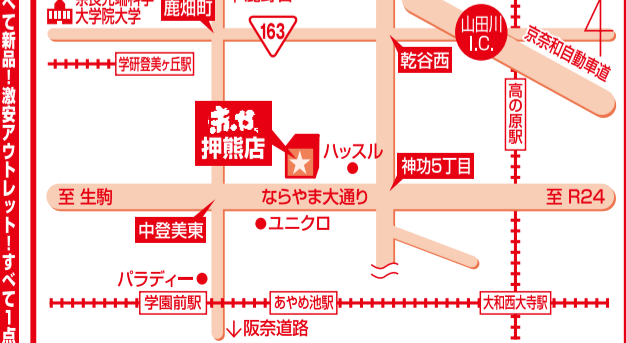 べて新品！激安アウトレット！すべて1点
奈良先端科学
大学院大学
鹿畑町
163
山田川
I.C.
4
京奈和自動車道
乾谷西
学研登美ヶ丘駅
高の原駅
押熊店
ハッスル
神功5丁目
至 生駒
ならやま大通り
至 R24
中登美東
ユニクロ
パラディー
学園前駅
あやめ池駅
大和西大寺駅
↓阪奈道路